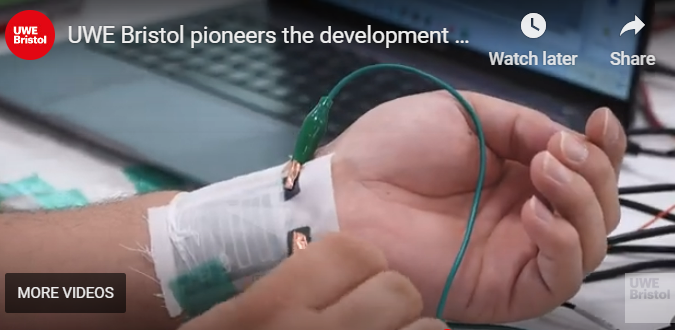 UWE
Bristol
UWE Bristol pioneers the development ...
Watch later
Share
MORE VIDEOS
UWE
Bristol